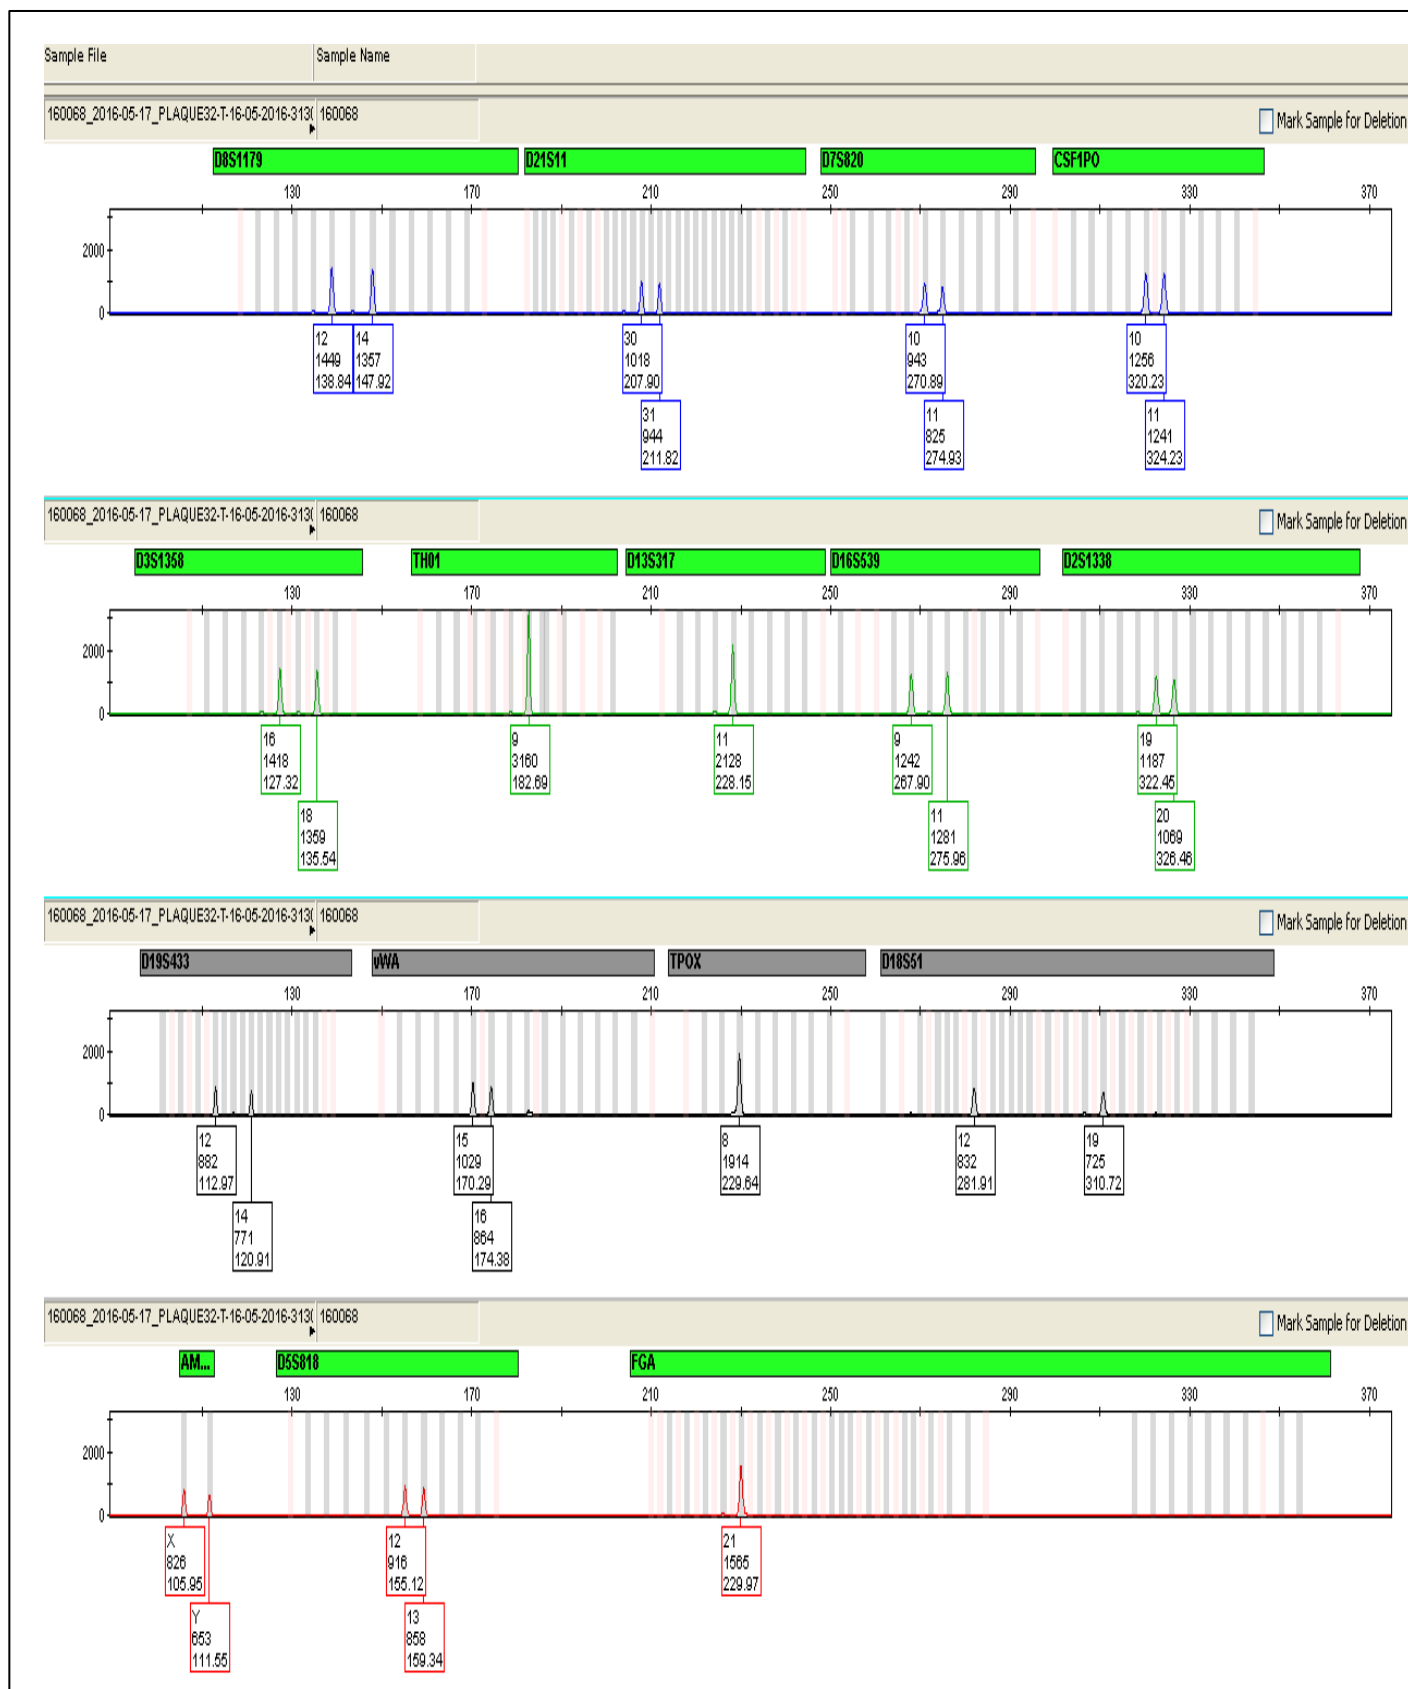 Sample File Sample Name
160068_2016-05-17_PLAQUE32-T-16-05-2016-313( 160068 Mark Sample for Deletion
D8S1179 D21S11 D7S820 CSF1PO
130 170 210 250 290 330 370
2000
0
12 14 30 10 10
1449 1357 1018 943 1256
138.84 147.92 207.90 270.89 320.23
31 11 11
944 825 1241
211.82 274.93 324.23
160068_2016-05-17_PLAQUE32-T-16-05-2016-313( 160068 Mark Sample for Deletion
D3S1358 TH01 D13S317 D16S539 D2S1338
130 170 210 250 290 330 370
2000
0
16 9 11 9 19
1418 3160 2128 1242 1187
127.32 182.69 228.15 267.90 322.45
18 11 20
1359 1281 1069
135.54 275.96 326.46
160068_2016-05-17_PLAQUE32-T-16-05-2016-313( 160068 Mark Sample for Deletion
D19S433 vWA TPOX D18S51
130 170 210 250 290 330 370
2000
0
12 15 8 12 19
882 1029 1914 832 725
112.97 170.29 229.64 281.91 310.72
14 16
771 864
120.91 174.38
160068_2016-05-17_PLAQUE32-T-16-05-2016-313( 160068 Mark Sample for Deletion
AM... D5S818 FGA
130 170 210 250 290 330 370
2000
0
X 12 21
826 916 1565
105.95 155.12 229.97
Y 13
653 858
111.55 159.34